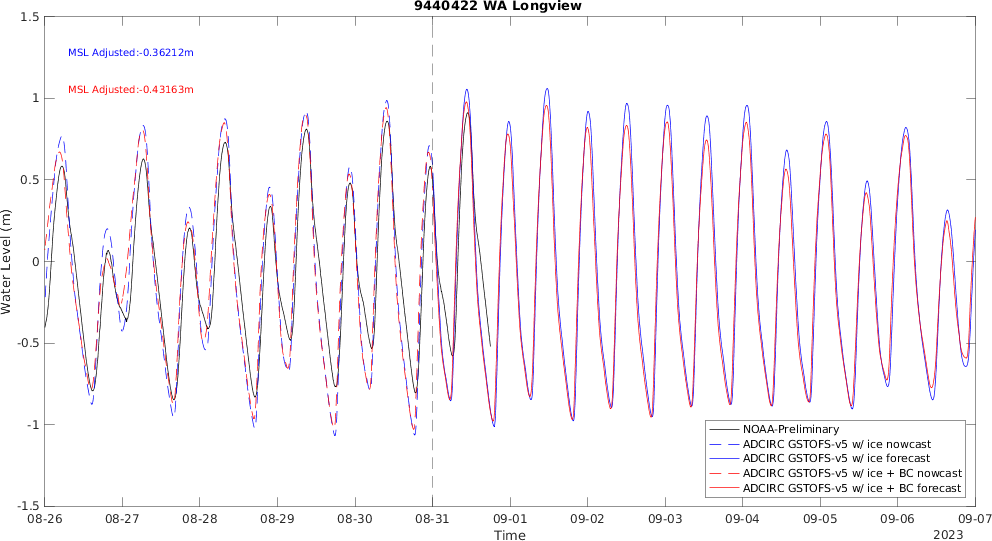 9440422 WA Longview
1.5
MSL Adjusted:-0.36212m
MSL Adjusted:-0.43163m
1
0.5
0
-0.5
-1
-1.5
Water Level (m)
NOAA-Preliminary
ADCIRC GSTOFS-v5 w/ ice nowcast
ADCIRC GSTOFS-v5 w/ ice forecast
ADCIRC GSTOFS-v5 w/ ice + BC nowcast
ADCIRC GSTOFS-v5 w/ ice + BC forecast
08-26 08-27 08-28 08-29 08-30 08-31 09-01 09-02 09-03 09-04 09-05 09-06 09-07
Time
2023